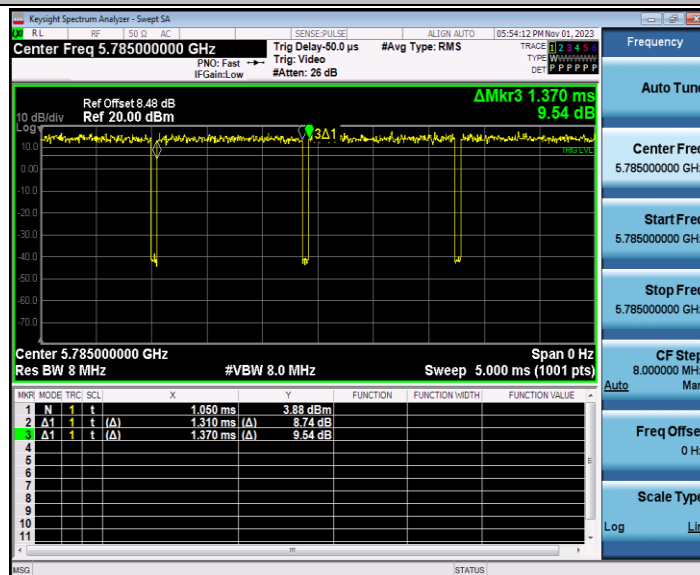 Keysight Spectrum Analyzer - Swept SA
RL RF 50 Ω AC SENSE:PULSE ALIGN AUTO 05:54:12 PM Nov 01, 2023
Center Freq 5.785000000 GHz
PNO: Fast
IFGain:Low
Trig Delay-50.0 µs
Trig: Video
#Atten: 26 dB
#Avg Type: RMS
TRACE 1 2 3 4 5 6
TYPE WWWWWW
DET P P P P P P
Frequency
Auto Tune
Center Freq
5.785000000 GHz
Start Freq
5.785000000 GHz
Stop Freq
5.785000000 GHz
CF Step
8.000000 MHz
Auto Man
Freq Offset
0 Hz
Scale Type
Log Lin
ΔMkr3 1.370 ms
9.54 dB
Ref Offset 8.48 dB
10 dB/div Ref 20.00 dBm
Log
3Δ1
TRIG LVL
10.0
0.00
-10.0
-20.0
-30.0
-40.0
-50.0
-60.0
-70.0
Center 5.785000000 GHz Span 0 Hz
Res BW 8 MHz #VBW 8.0 MHz Sweep 5.000 ms (1001 pts)
MKR MODE TRC SCL X Y FUNCTION FUNCTION WIDTH FUNCTION VALUE
1 N 1 t 1.050 ms 3.88 dBm
2 Δ1 1 t (Δ) 1.310 ms (Δ) 8.74 dB
3 Δ1 1 t (Δ) 1.370 ms (Δ) 9.54 dB
4
5
6
7
8
9
10
11
MSG STATUS